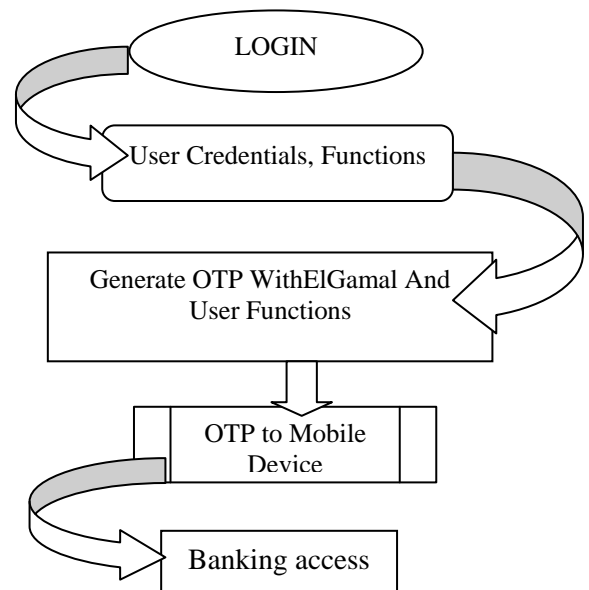 LOGIN
User Credentials, Functions
Generate OTP WithElGamal And
User Functions
OTP to Mobile
Device
Banking access